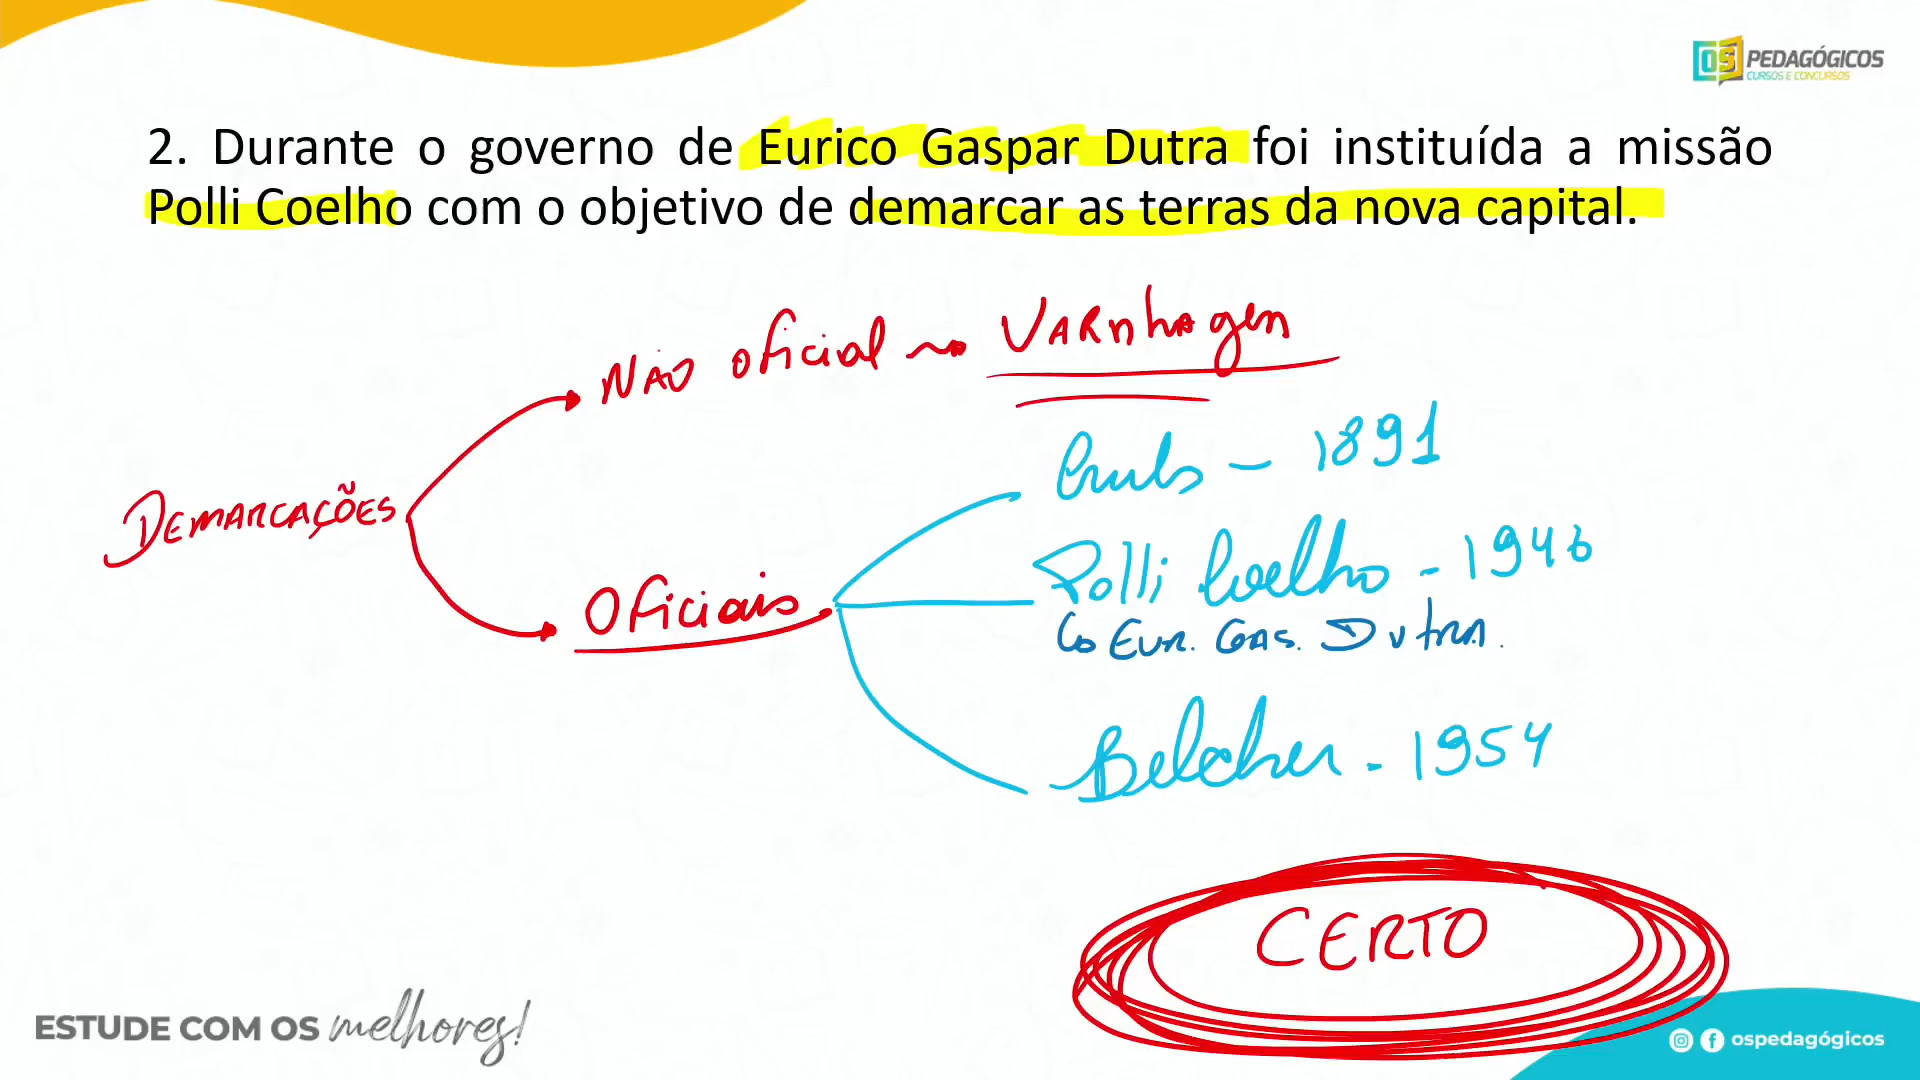 OS PEDAGÓGICOS
CURSOS E CONCURSOS
2. Durante o governo de Eurico Gaspar Dutra foi instituída a missão
Polli Coelho com o objetivo de demarcar as terras da nova capital.
NÃO oficial → VARnhAgen
Cruls - 1891
DEMARCAÇÕES
Polli Coelho - 1946
Oficiais
↳ EUR. GAS. DUTRA.
Belcher - 1954
CERTO
ESTUDE COM OS melhores!
ospedagógicos